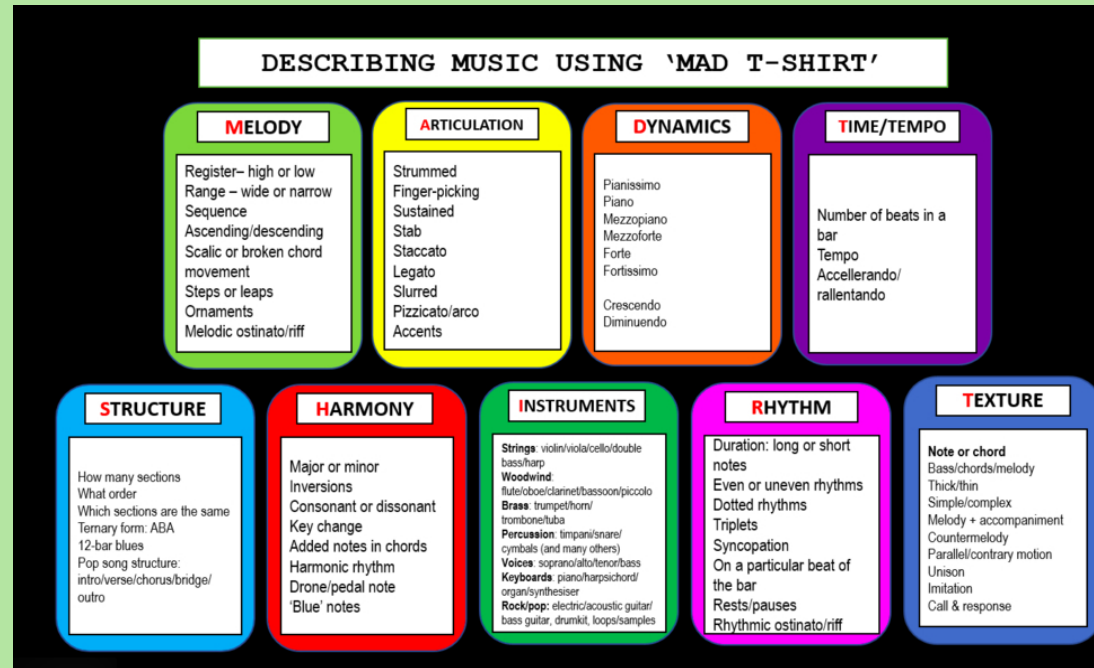 DESCRIBING MUSIC USING ‘MAD T-SHIRT’
MELODY
Register– high or low
Range – wide or narrow
Sequence
Ascending/descending
Scalic or broken chord
movement
Steps or leaps
Ornaments
Melodic ostinato/riff
ARTICULATION
Strummed
Finger-picking
Sustained
Stab
Staccato
Legato
Slurred
Pizzicato/arco
Accents
DYNAMICS
Pianissimo
Piano
Mezzopiano
Mezzoforte
Forte
Fortissimo
Crescendo
Diminuendo
TIME/TEMPO
Number of beats in a
bar
Tempo
Accellerando/
rallentando
STRUCTURE
How many sections
What order
Which sections are the same
Ternary form: ABA
12-bar blues
Pop song structure:
intro/verse/chorus/bridge/
outro
HARMONY
Major or minor
Inversions
Consonant or dissonant
Key change
Added notes in chords
Harmonic rhythm
Drone/pedal note
‘Blue’ notes
INSTRUMENTS
Strings: violin/viola/cello/double
bass/harp
Woodwind:
flute/oboe/clarinet/bassoon/piccolo
Brass: trumpet/horn/
trombone/tuba
Percussion: timpani/snare/
cymbals (and many others)
Voices: soprano/alto/tenor/bass
Keyboards: piano/harpsichord/
organ/synthesiser
Rock/pop: electric/acoustic guitar/
bass guitar, drumkit, loops/samples
RHYTHM
Duration: long or short
notes
Even or uneven rhythms
Dotted rhythms
Triplets
Syncopation
On a particular beat of
the bar
Rests/pauses
Rhythmic ostinato/riff
TEXTURE
Note or chord
Bass/chords/melody
Thick/thin
Simple/complex
Melody + accompaniment
Countermelody
Parallel/contrary motion
Unison
Imitation
Call & response